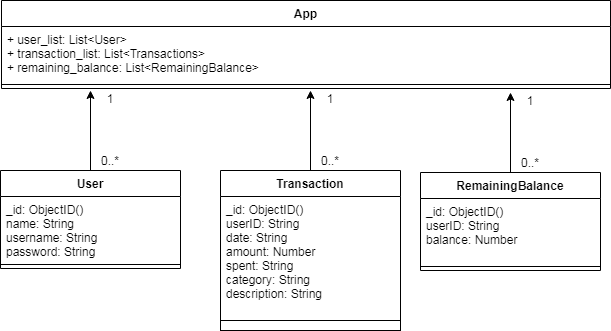 App
+ user_list: List<User>
+ transaction_list: List<Transactions>
+ remaining_balance: List<RemainingBalance>
1
1
1
0..*
0..*
0..*
User
_id: ObjectID()
name: String
username: String
password: String
Transaction
_id: ObjectID()
userID: String
date: String
amount: Number
spent: String
category: String
description: String
RemainingBalance
_id: ObjectID()
userID: String
balance: Number